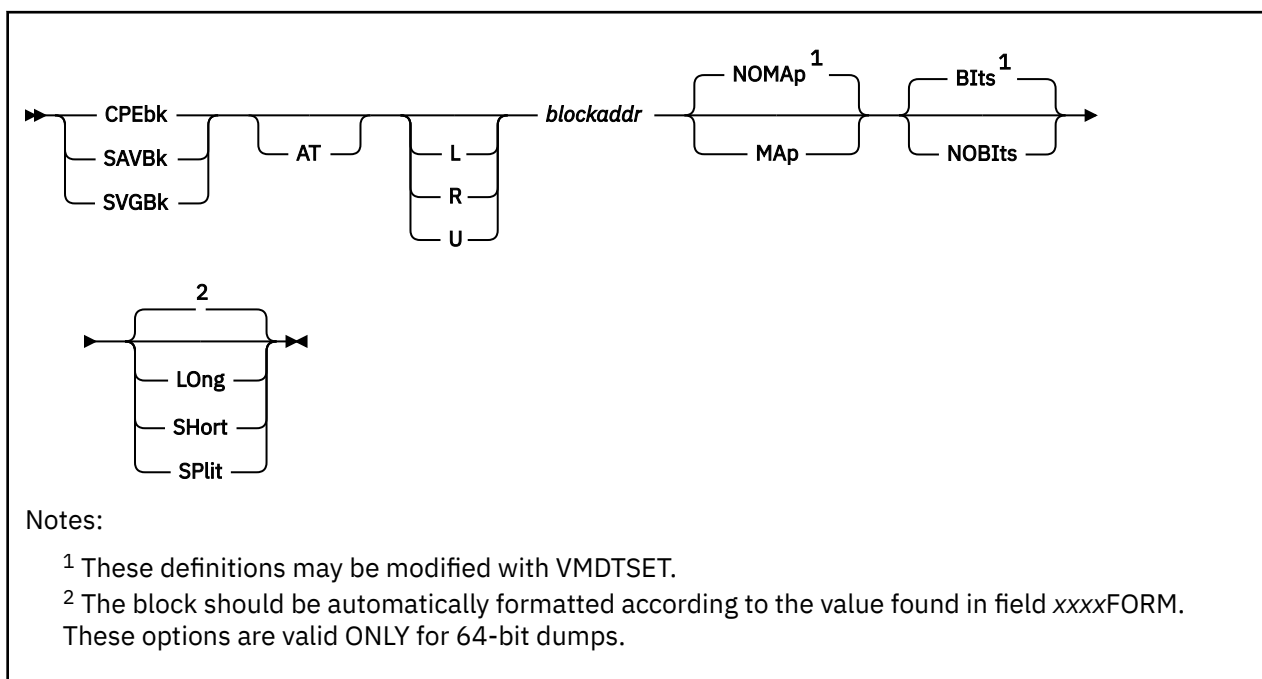 NOMAp 1 BIts 1
CPEbk blockaddr
SAVBk AT L MAp NOBIts
SVGBk R
U
2
LOng
SHort
SPlit
Notes:
1 These definitions may be modified with VMDTSET.
2 The block should be automatically formatted according to the value found in field xxxxFORM.
These options are valid ONLY for 64-bit dumps.